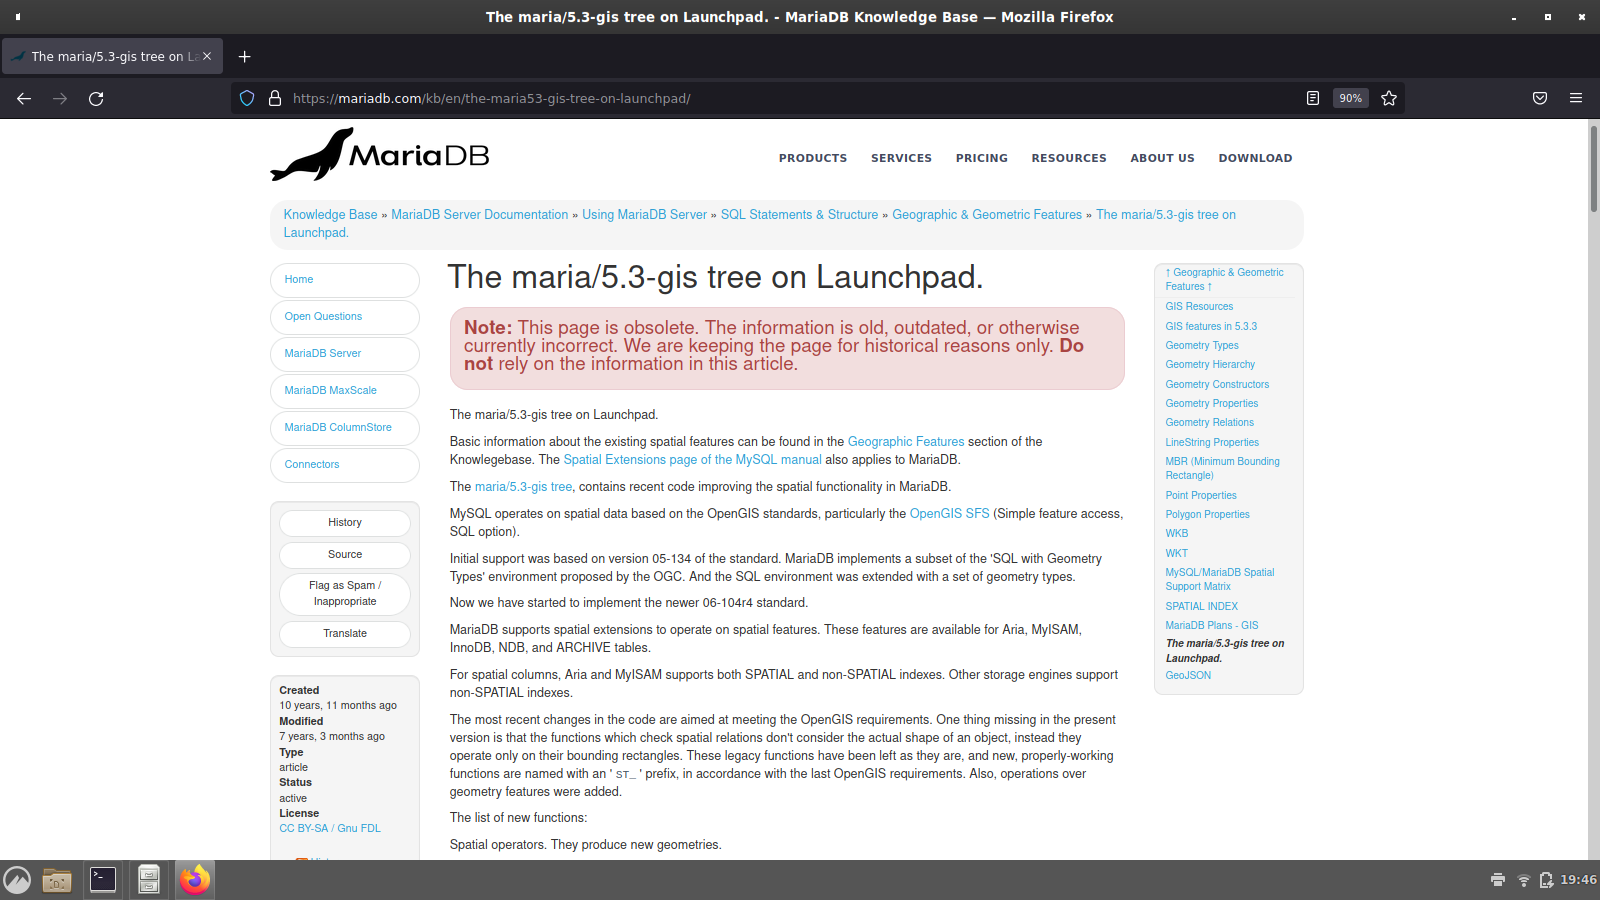 The maria/5.3-gis tree on Launchpad. - MariaDB Knowledge Base — Mozilla Firefox
The maria/5.3-gis tree on La
https://mariadb.com/kb/en/the-maria53-gis-tree-on-launchpad/
90%
MariaDB
PRODUCTS SERVICES PRICING RESOURCES ABOUT US DOWNLOAD
Knowledge Base » MariaDB Server Documentation » Using MariaDB Server » SQL Statements & Structure » Geographic & Geometric Features » The maria/5.3-gis tree on
Launchpad.
Home
Open Questions
MariaDB Server
MariaDB MaxScale
MariaDB ColumnStore
Connectors
History
Source
Flag as Spam /
Inappropriate
Translate
Created
10 years, 11 months ago
Modified
7 years, 3 months ago
Type
article
Status
active
License
CC BY-SA / Gnu FDL
The maria/5.3-gis tree on Launchpad.
Note: This page is obsolete. The information is old, outdated, or otherwise
currently incorrect. We are keeping the page for historical reasons only. Do
not rely on the information in this article.
The maria/5.3-gis tree on Launchpad.
Basic information about the existing spatial features can be found in the Geographic Features section of the
Knowlegebase. The Spatial Extensions page of the MySQL manual also applies to MariaDB.
The maria/5.3-gis tree, contains recent code improving the spatial functionality in MariaDB.
MySQL operates on spatial data based on the OpenGIS standards, particularly the OpenGIS SFS (Simple feature access,
SQL option).
Initial support was based on version 05-134 of the standard. MariaDB implements a subset of the 'SQL with Geometry
Types' environment proposed by the OGC. And the SQL environment was extended with a set of geometry types.
Now we have started to implement the newer 06-104r4 standard.
MariaDB supports spatial extensions to operate on spatial features. These features are available for Aria, MyISAM,
InnoDB, NDB, and ARCHIVE tables.
For spatial columns, Aria and MyISAM supports both SPATIAL and non-SPATIAL indexes. Other storage engines support
non-SPATIAL indexes.
The most recent changes in the code are aimed at meeting the OpenGIS requirements. One thing missing in the present
version is that the functions which check spatial relations don't consider the actual shape of an object, instead they
operate only on their bounding rectangles. These legacy functions have been left as they are, and new, properly-working
functions are named with an ' ST_ ' prefix, in accordance with the last OpenGIS requirements. Also, operations over
geometry features were added.
The list of new functions:
Spatial operators. They produce new geometries.
↑ Geographic & Geometric
Features ↑
GIS Resources
GIS features in 5.3.3
Geometry Types
Geometry Hierarchy
Geometry Constructors
Geometry Properties
Geometry Relations
LineString Properties
MBR (Minimum Bounding
Rectangle)
Point Properties
Polygon Properties
WKB
WKT
MySQL/MariaDB Spatial
Support Matrix
SPATIAL INDEX
MariaDB Plans - GIS
The maria/5.3-gis tree on
Launchpad.
GeoJSON
19:46